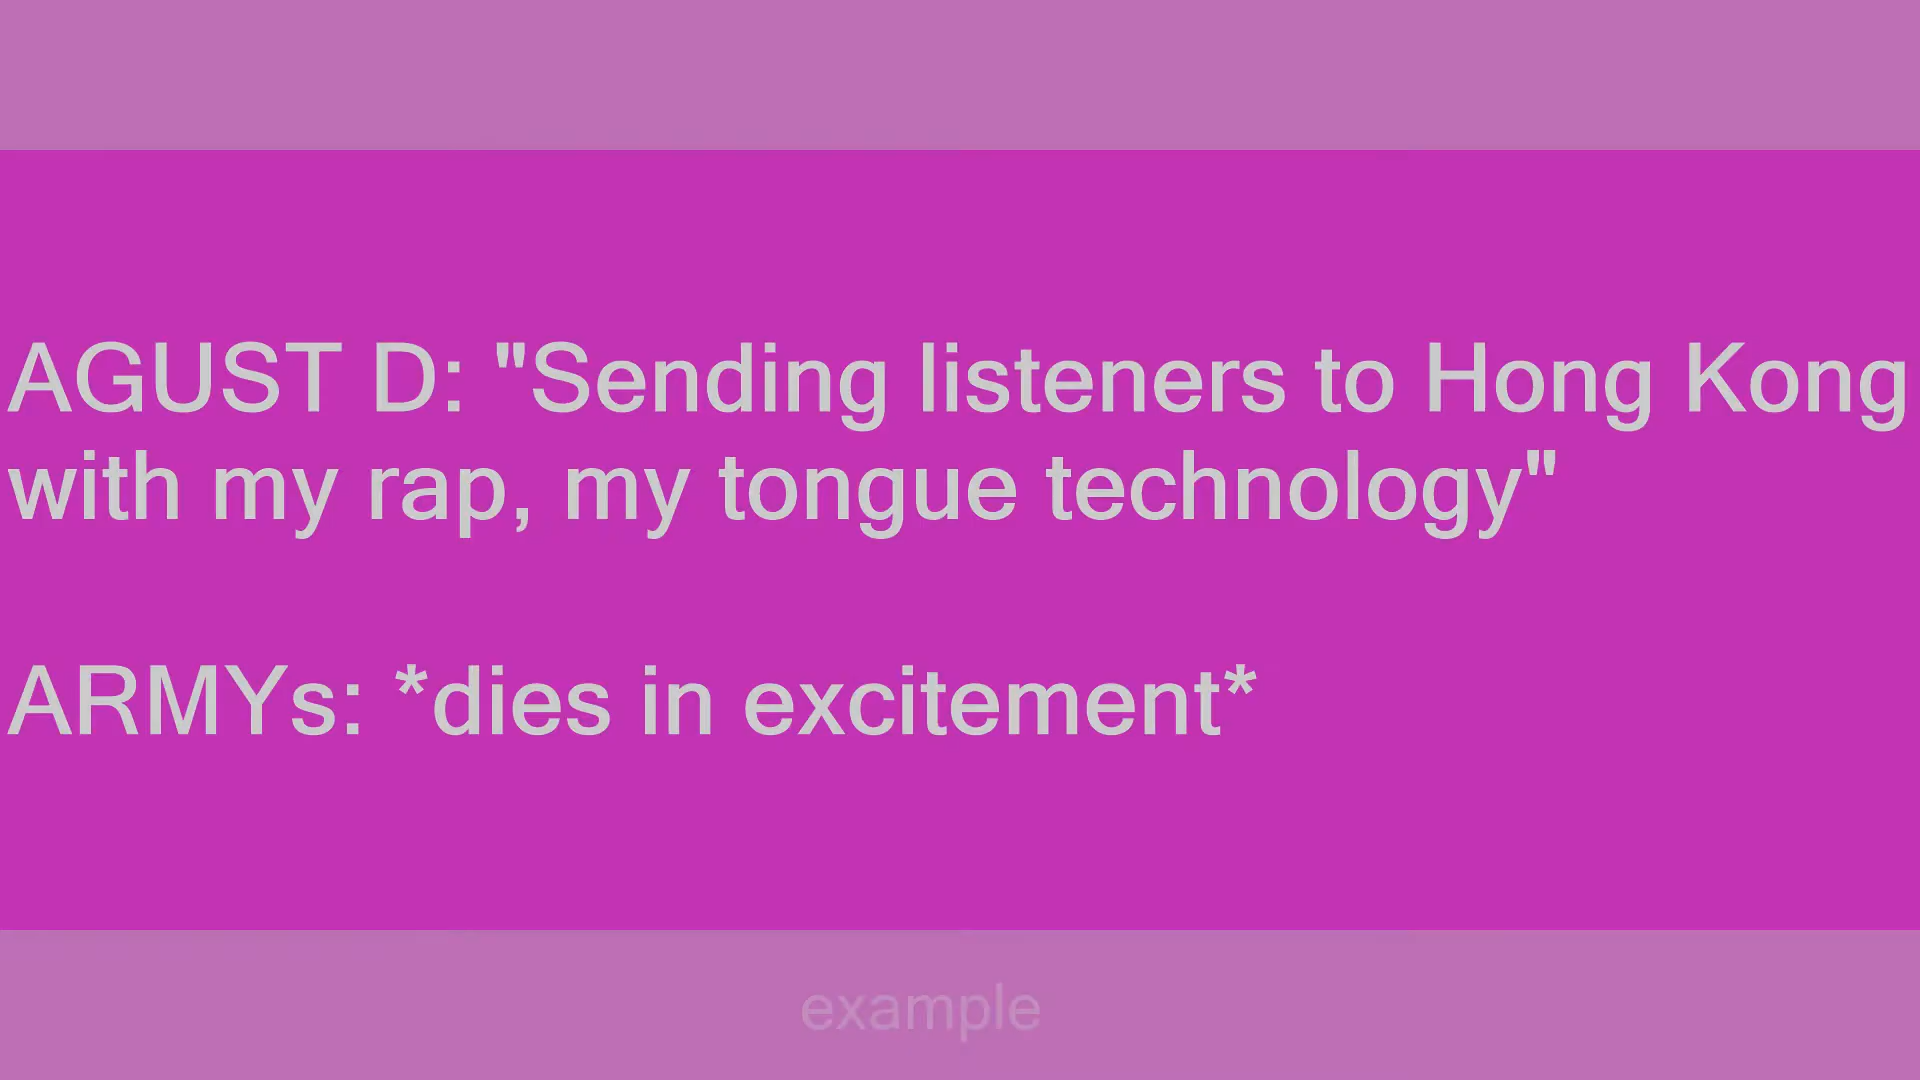 AGUST D: "Sending listeners to Hong Kong
with my rap, my tongue technology"
ARMYs: *dies in excitement*
example